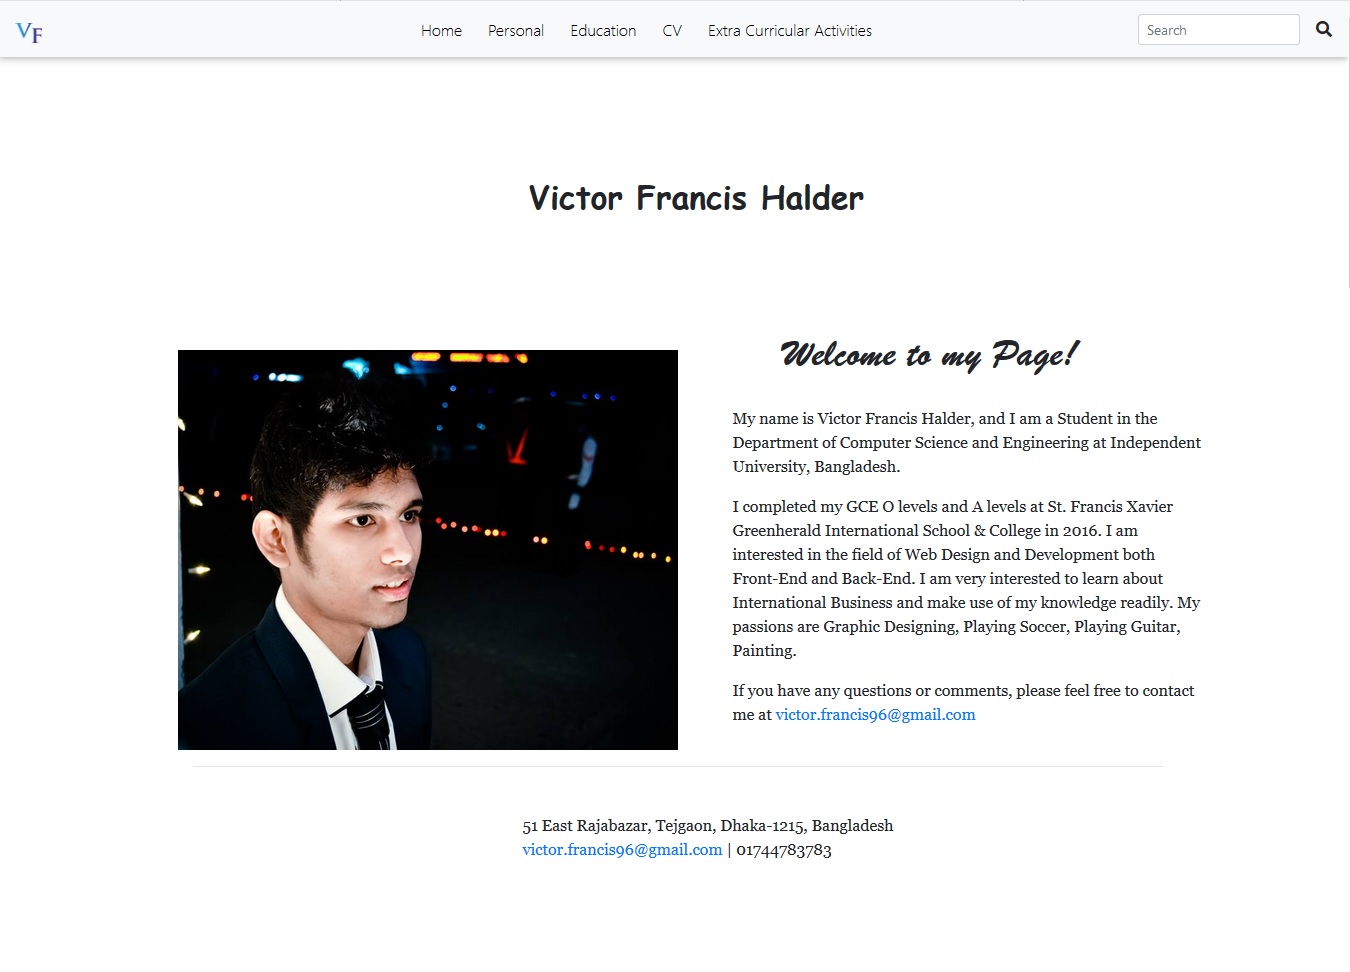 VF
Home Personal Education CV Extra Curricular Activities Search
Victor Francis Halder
Welcome to my Page!
My name is Victor Francis Halder, and I am a Student in the
Department of Computer Science and Engineering at Independent
University, Bangladesh.
I completed my GCE O levels and A levels at St. Francis Xavier
Greenherald International School & College in 2016. I am
interested in the field of Web Design and Development both
Front-End and Back-End. I am very interested to learn about
International Business and make use of my knowledge readily. My
passions are Graphic Designing, Playing Soccer, Playing Guitar,
Painting.
If you have any questions or comments, please feel free to contact
me at victor.francis96@gmail.com
51 East Rajabazar, Tejgaon, Dhaka-1215, Bangladesh
victor.francis96@gmail.com | 01744783783